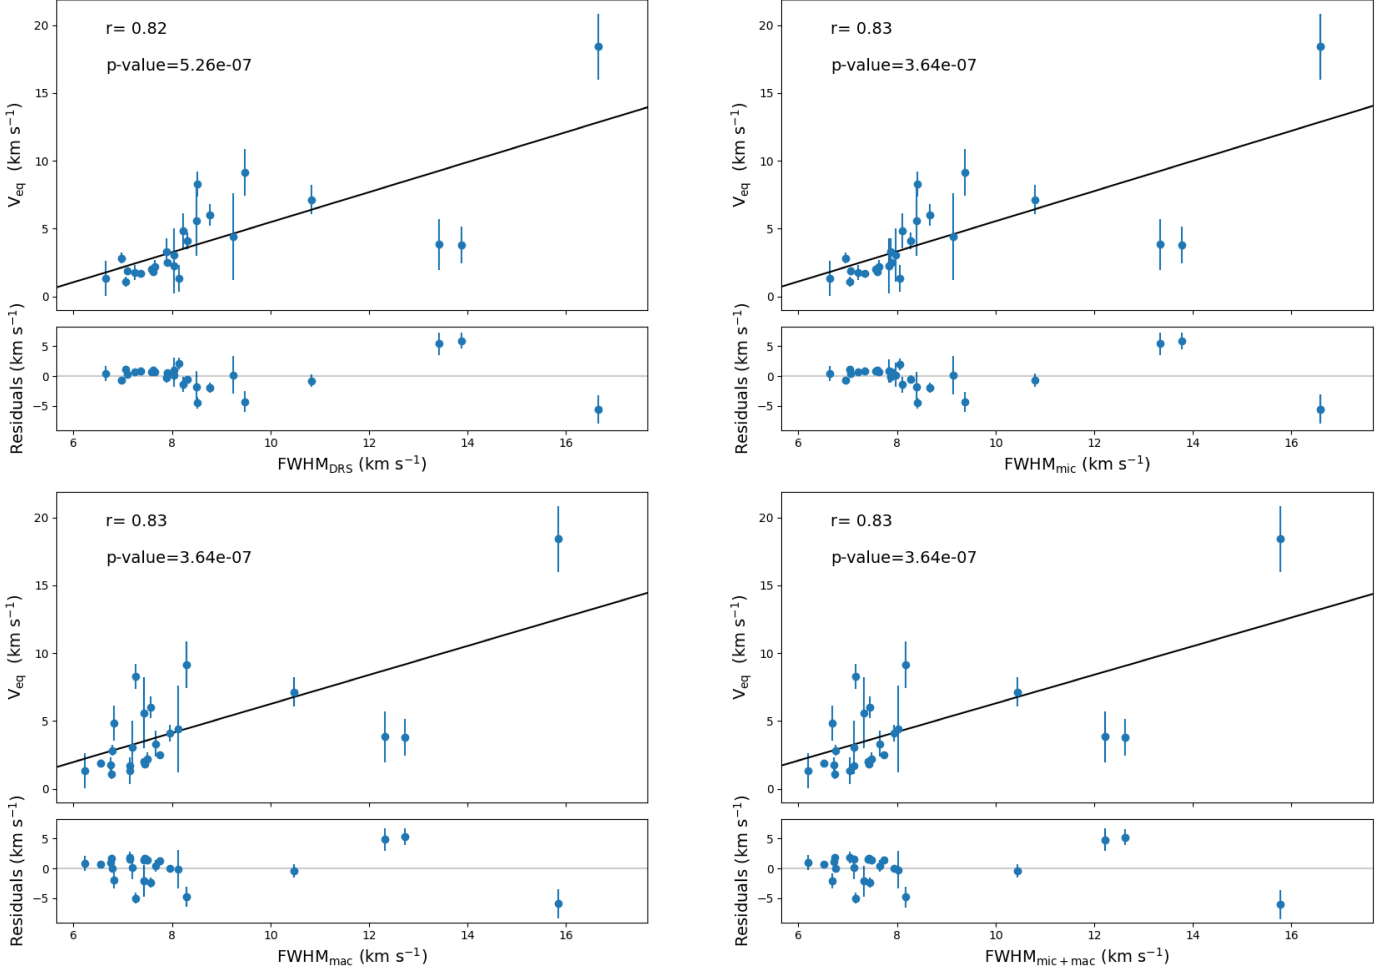 r= 0.82
p-value=5.26e-07
V_eq (km s⁻¹)
20
15
10
5
0
Residuals (km s⁻¹)
5
0
−5
6 8 10 12 14 16
FWHM_DRS (km s⁻¹)
r= 0.83
p-value=3.64e-07
V_eq (km s⁻¹)
20
15
10
5
0
Residuals (km s⁻¹)
5
0
−5
6 8 10 12 14 16
FWHM_mic (km s⁻¹)
r= 0.83
p-value=3.64e-07
V_eq (km s⁻¹)
20
15
10
5
0
Residuals (km s⁻¹)
5
0
−5
6 8 10 12 14 16
FWHM_mac (km s⁻¹)
r= 0.83
p-value=3.64e-07
V_eq (km s⁻¹)
20
15
10
5
0
Residuals (km s⁻¹)
5
0
−5
6 8 10 12 14 16
FWHM_mic+mac (km s⁻¹)